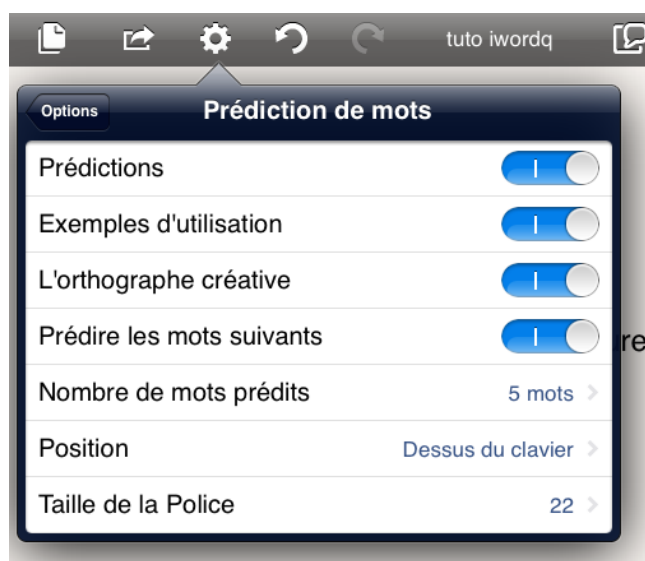 tuto iwordq
Options Prédiction de mots
Prédictions
Exemples d'utilisation
L'orthographe créative
Prédire les mots suivants
re
Nombre de mots prédits 5 mots
Position Dessus du clavier
Taille de la Police 22